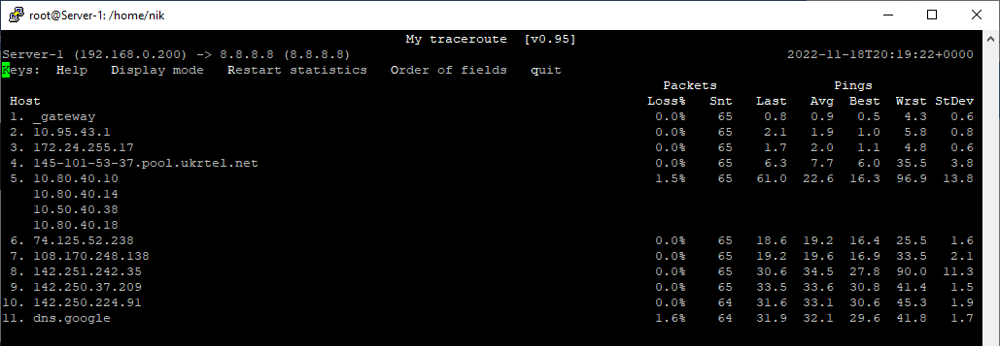 root@Server-1: /home/nik
My traceroute [v0.95]
Server-1 (192.168.0.200) -> 8.8.8.8 (8.8.8.8) 2022-11-18T20:19:22+0000
Keys: Help Display mode Restart statistics Order of fields quit
Packets Pings
Host Loss% Snt Last Avg Best Wrst StDev
1. _gateway 0.0% 65 0.8 0.9 0.5 4.3 0.6
2. 10.95.43.1 0.0% 65 2.1 1.9 1.0 5.8 0.8
3. 172.24.255.17 0.0% 65 1.7 2.0 1.1 4.8 0.6
4. 145-101-53-37.pool.ukrtel.net 0.0% 65 6.3 7.7 6.0 35.5 3.8
5. 10.80.40.10 1.5% 65 61.0 22.6 16.3 96.9 13.8
10.80.40.14
10.50.40.38
10.80.40.18
6. 74.125.52.238 0.0% 65 18.6 19.2 16.4 25.5 1.6
7. 108.170.248.138 0.0% 65 19.2 19.6 16.9 33.5 2.1
8. 142.251.242.35 0.0% 65 30.6 34.5 27.8 90.0 11.3
9. 142.250.37.209 0.0% 65 33.5 33.6 30.8 41.4 1.5
10. 142.250.224.91 0.0% 64 31.6 33.1 30.6 45.3 1.9
11. dns.google 1.6% 64 31.9 32.1 29.6 41.8 1.7